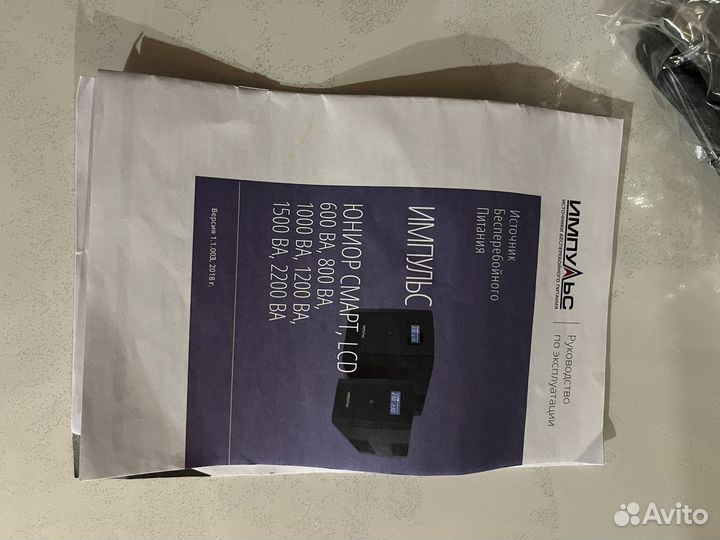 ИМПУЛЬС
ИСТОЧНИКИ БЕСПЕРЕБОЙНОГО ПИТАНИЯ
Руководство
по эксплуатации
Источник
Бесперебойного
Питания
ИМПУЛЬС
ЮНИОР СМАРТ, LCD
600 ВА, 800 ВА,
1000 ВА, 1200 ВА,
1500 ВА, 2200 ВА
Версия 1.1.003, 2018 г.
Avito